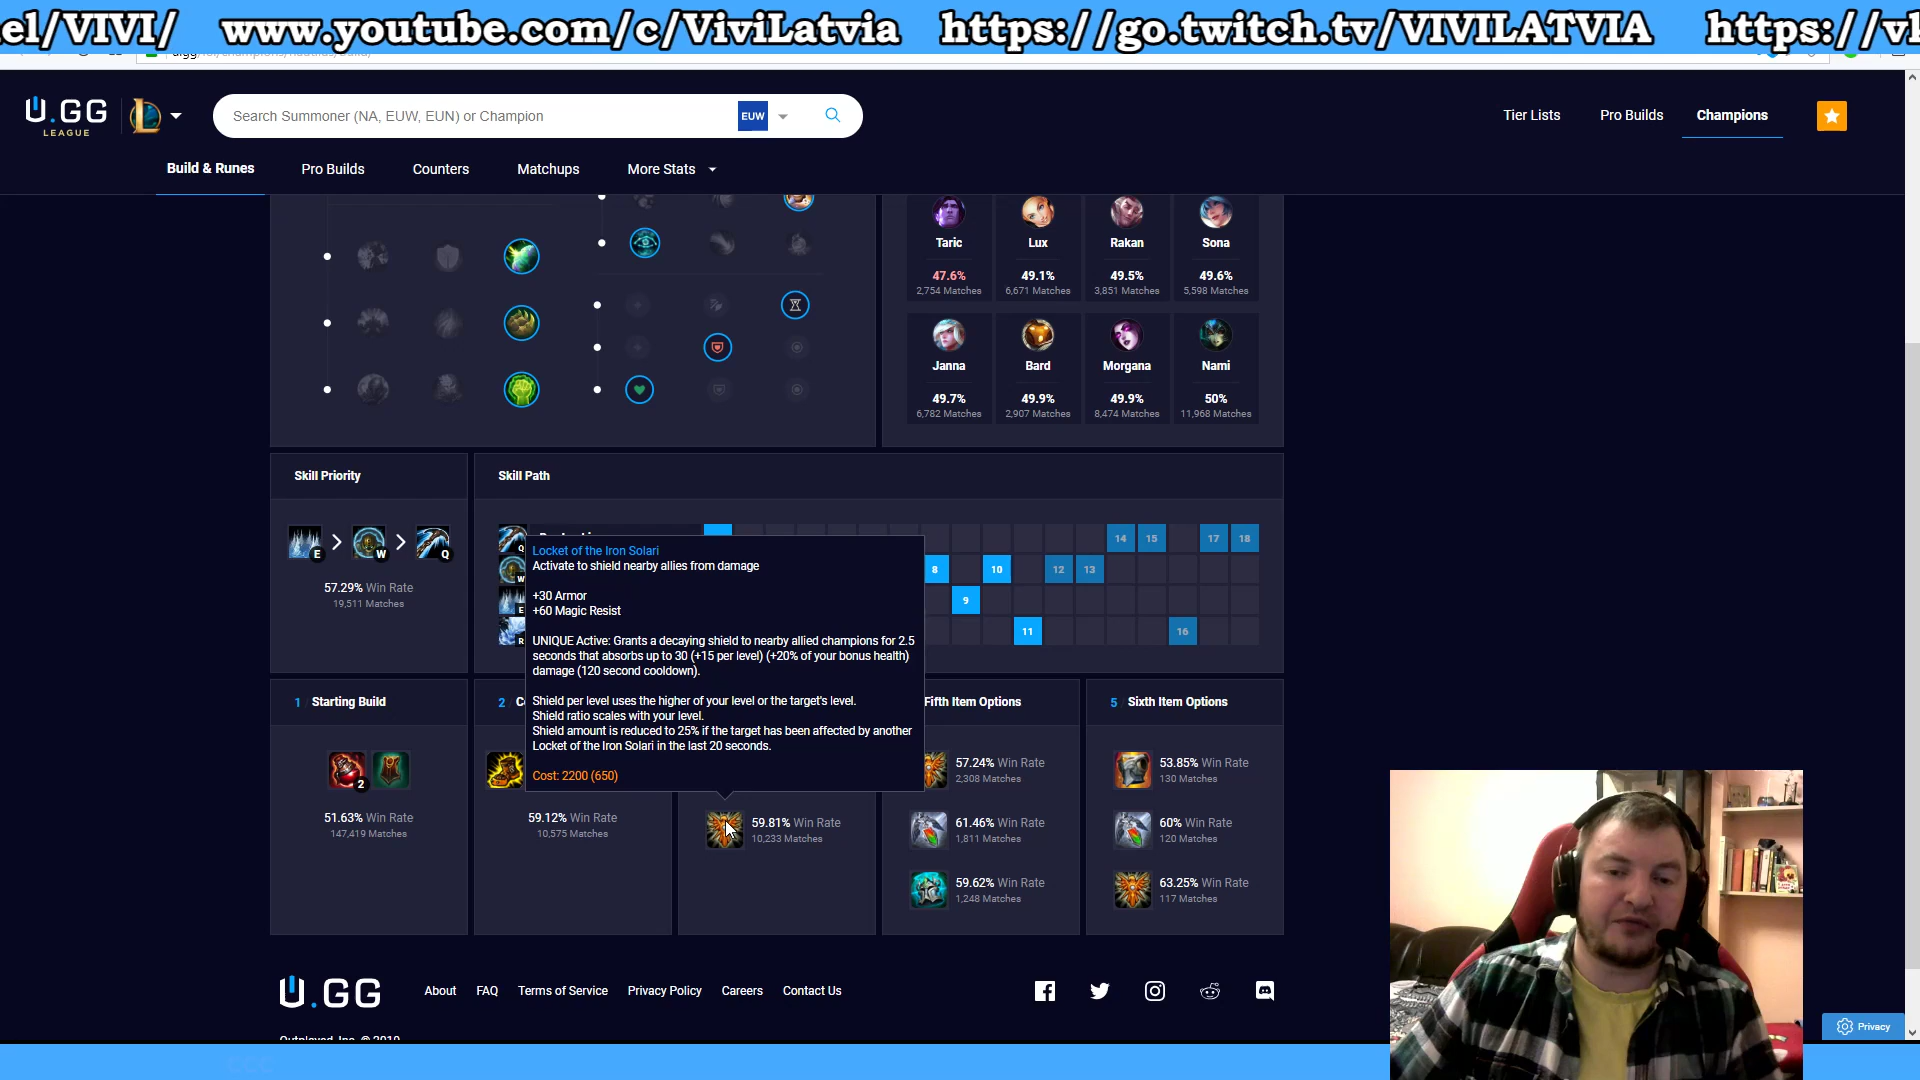 el/VIVI/ www.youtube.com/c/ViviLatvia https://go.twitch.tv/VIVILATVIA https://vk
U.GG LEAGUE
Search Summoner (NA, EUW, EUN) or Champion EUW
Tier Lists Pro Builds Champions
Build & Runes Pro Builds Counters Matchups More Stats
Taric Lux Rakan Sona
47.6% 49.1% 49.5% 49.6%
2,754 Matches 6,671 Matches 3,851 Matches 5,598 Matches
Janna Bard Morgana Nami
49.7% 49.9% 49.9% 50%
6,782 Matches 2,907 Matches 8,474 Matches 11,968 Matches
Skill Priority
E W Q
57.29% Win Rate
19,511 Matches
Skill Path
Q 14 15 17 18
W 8 10 12 13
E 9
R 11 16
Locket of the Iron Solari
Activate to shield nearby allies from damage
+30 Armor
+60 Magic Resist
UNIQUE Active: Grants a decaying shield to nearby allied champions for 2.5
seconds that absorbs up to 30 (+15 per level) (+20% of your bonus health)
damage (120 second cooldown).
Shield per level uses the higher of your level or the target's level.
Shield ratio scales with your level.
Shield amount is reduced to 25% if the target has been affected by another
Locket of the Iron Solari in the last 20 seconds.
Cost: 2200 (650)
1 Starting Build
2
51.63% Win Rate
147,419 Matches
2 C
59.12% Win Rate
10,575 Matches
59.81% Win Rate
10,233 Matches
Fifth Item Options
57.24% Win Rate
2,308 Matches
61.46% Win Rate
1,811 Matches
59.62% Win Rate
1,248 Matches
5 Sixth Item Options
53.85% Win Rate
130 Matches
60% Win Rate
120 Matches
63.25% Win Rate
117 Matches
U.GG About FAQ Terms of Service Privacy Policy Careers Contact Us
Outplayed, Inc. © 2019
Privacy